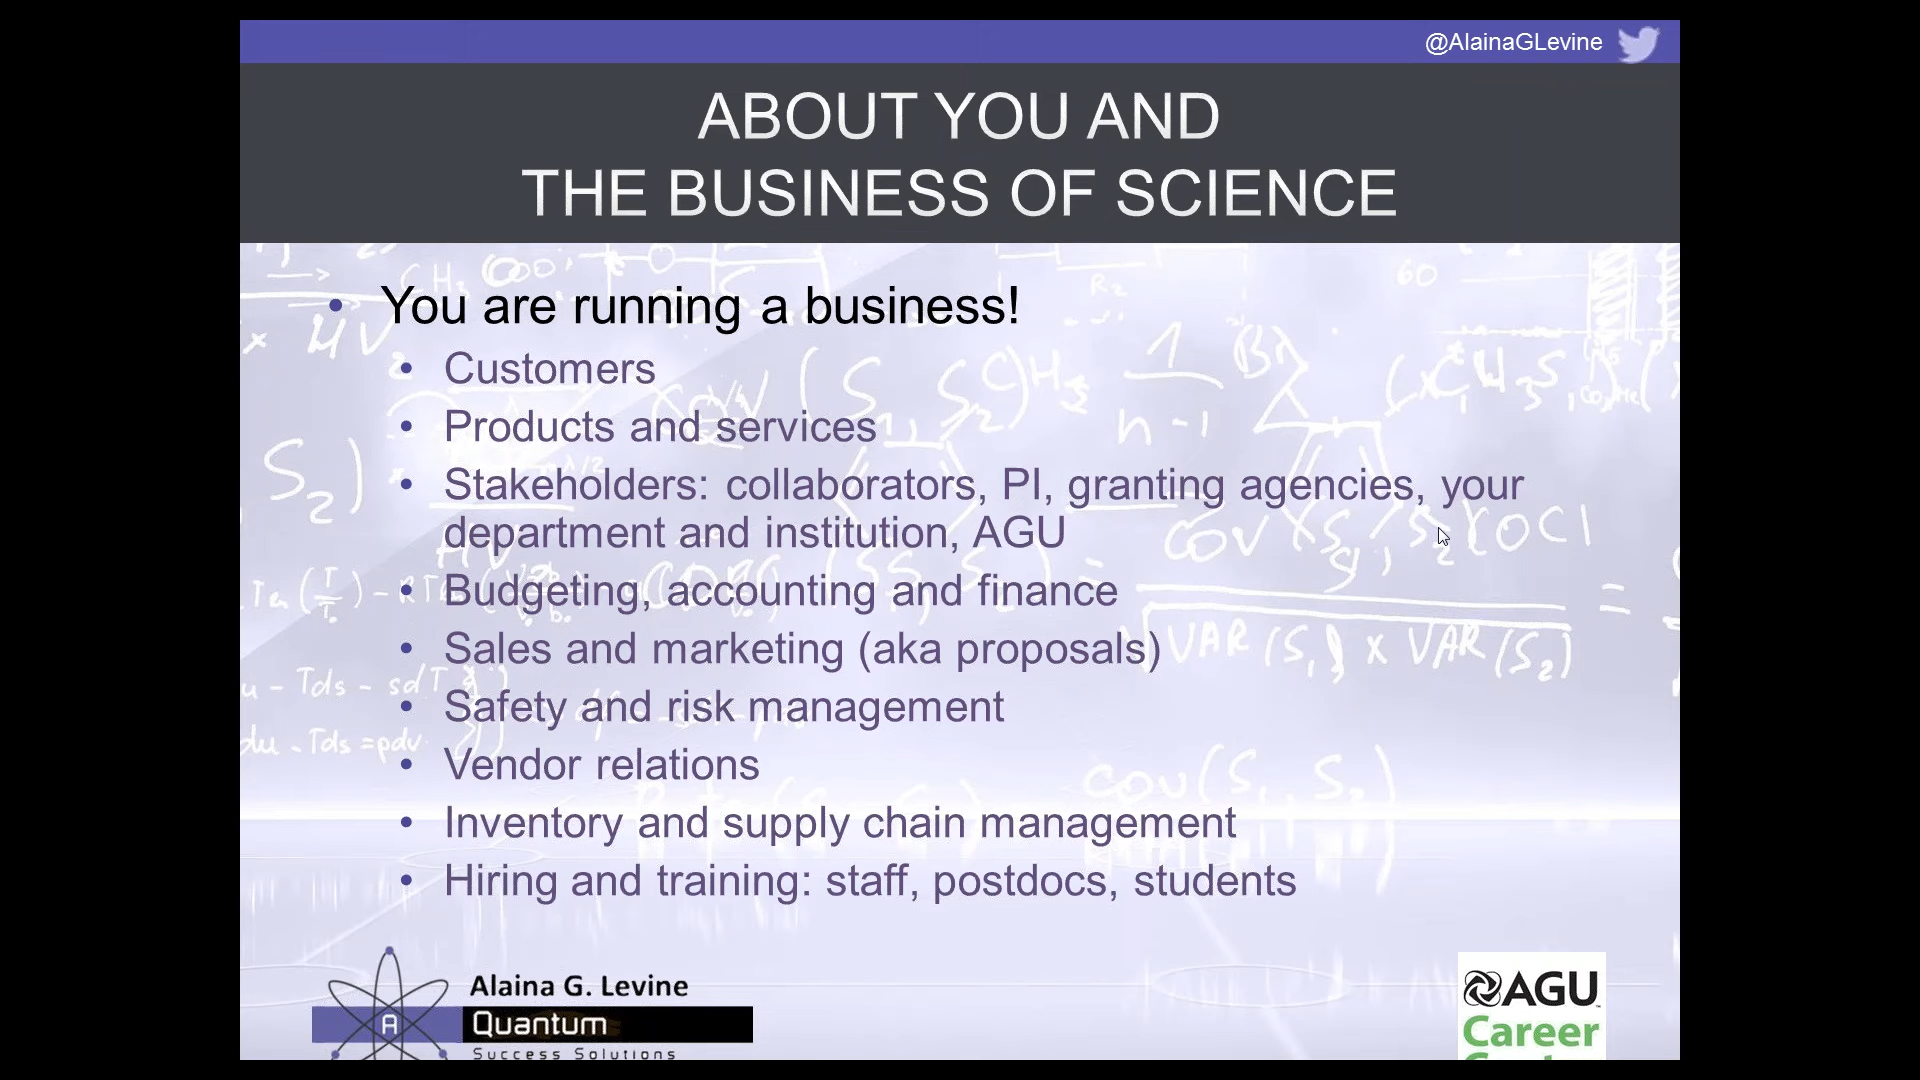 @AlainaGLevine
ABOUT YOU AND
THE BUSINESS OF SCIENCE
• You are running a business!
• Customers
• Products and services
• Stakeholders: collaborators, PI, granting agencies, your
department and institution, AGU
• Budgeting, accounting and finance
• Sales and marketing (aka proposals)
• Safety and risk management
• Vendor relations
• Inventory and supply chain management
• Hiring and training: staff, postdocs, students
Alaina G. Levine
A
Quantum
Success Solutions
AGU
Career